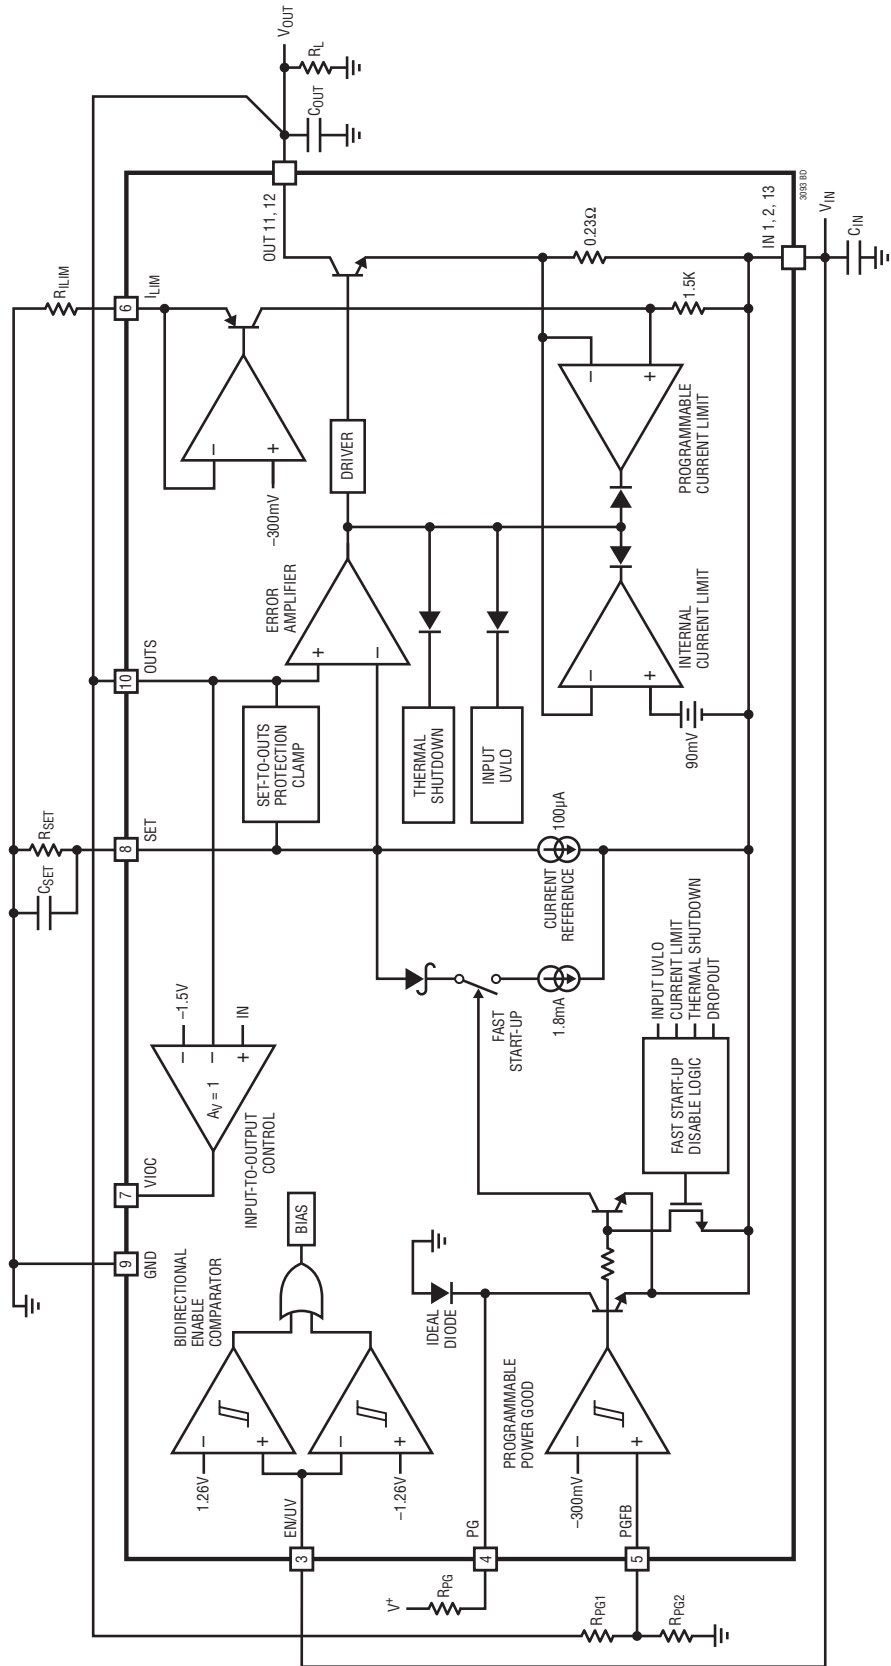 GND
9
VIOC
7
SET
8
OUTS
10
ILIM
6
CSET
RSET
RILIM
BIDIRECTIONAL
ENABLE
COMPARATOR
1.26V
–
+
–
+
–1.26V
EN/UV
3
BIAS
INPUT-TO-OUTPUT
CONTROL
AV = 1
–
–
+
–1.5V
IN
SET-TO-OUTS
PROTECTION
CLAMP
ERROR
AMPLIFIER
+
–
–300mV
–
+
DRIVER
OUT 11, 12
VOUT
COUT
RL
THERMAL
SHUTDOWN
INPUT
UVLO
IDEAL
DIODE
PG
4
V+
RPG
PROGRAMMABLE
POWER GOOD
–300mV
–
+
PGFB
5
RPG1
RPG2
FAST
START-UP
1.8mA
CURRENT
REFERENCE
100µA
FAST START-UP
DISABLE LOGIC
INPUT UVLO
CURRENT LIMIT
THERMAL SHUTDOWN
DROPOUT
90mV
–
+
INTERNAL
CURRENT LIMIT
–
+
PROGRAMMABLE
CURRENT LIMIT
0.23Ω
1.5K
IN 1, 2, 13
VIN
CIN
3093 BD